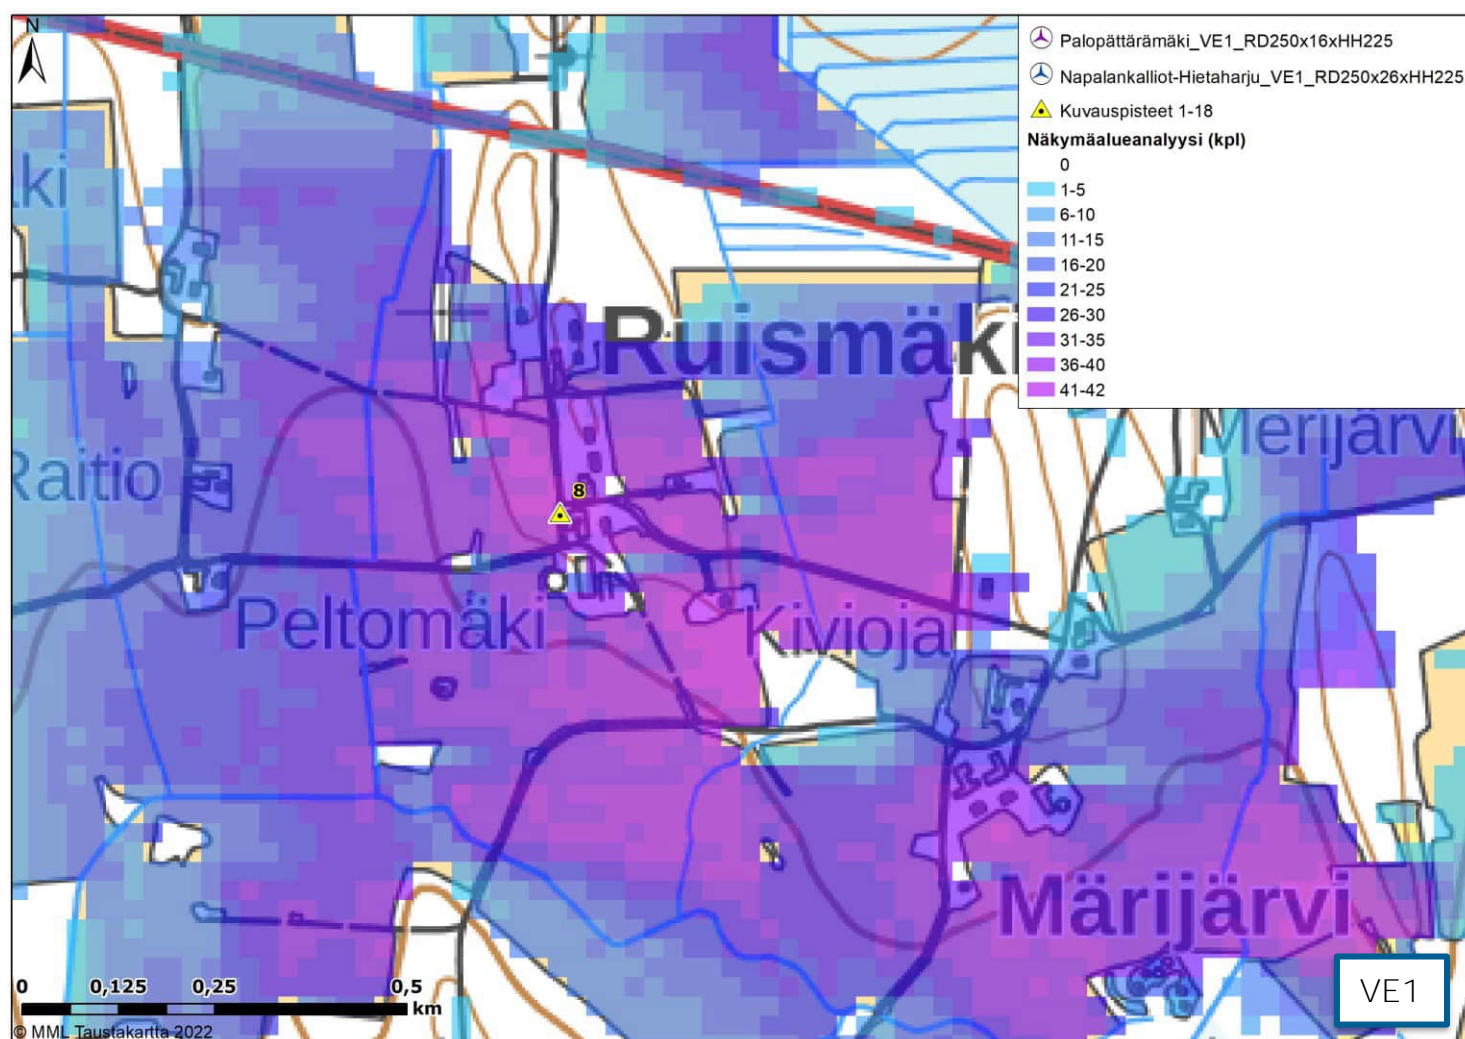 N
Palopättärämäki_VE1_RD250x16xHH225
Napalankalliot-Hietaharju_VE1_RD250x26xHH225
Kuvauspisteet 1-18
Näkymäalueanalyysi (kpl)
0
1-5
6-10
11-15
16-20
21-25
26-30
31-35
36-40
41-42
ki
Ruismäki
Merijärvi
Raitio
8
Peltomäki
Kivioja
Märijärvi
0 0,125 0,25 0,5
km
VE1
© MML Taustakartta 2022